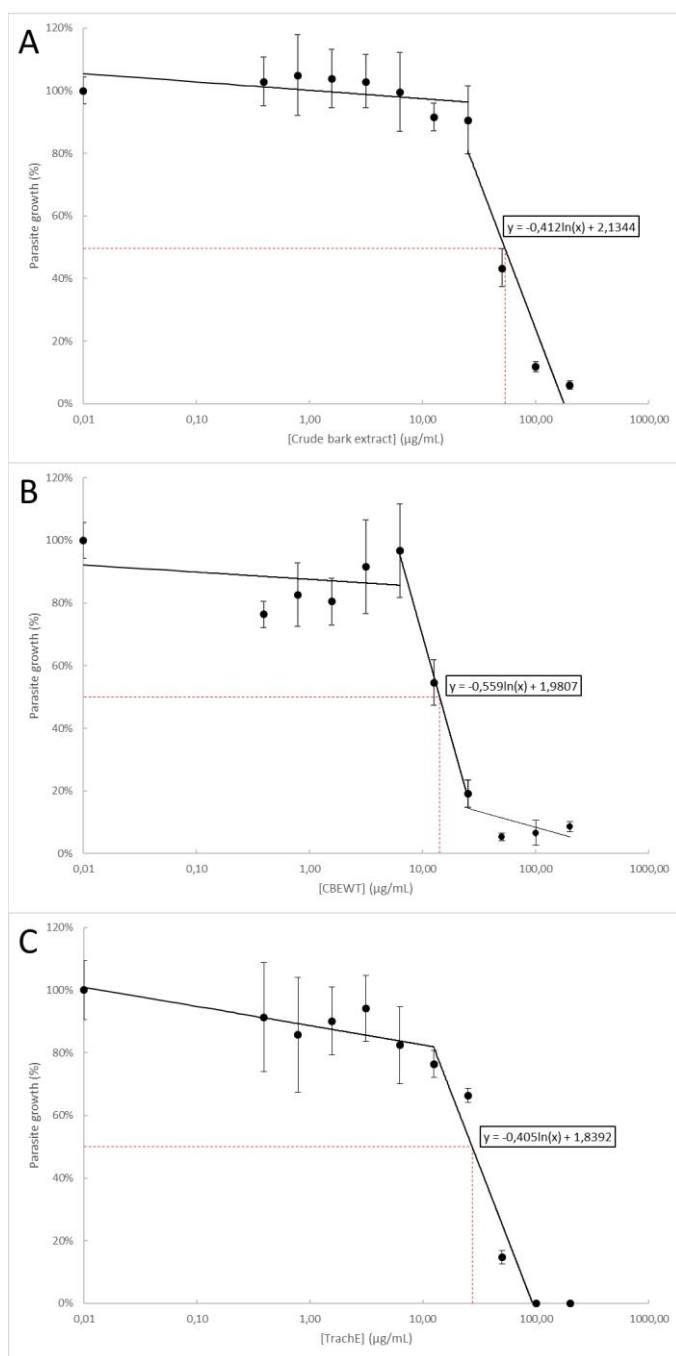 A
120%
100%
80%
60%
40%
20%
0%
Parasite growth (%)
y = -0,412ln(x) + 2,1344
0,01 0,10 1,00 10,00 100,00 1000,00
[Crude bark extract] (µg/mL)
B
120%
100%
80%
60%
40%
20%
0%
Parasite growth (%)
y = -0,559ln(x) + 1,9807
0,01 0,10 1,00 10,00 100,00 1000,00
[CBEWT] (µg/mL)
C
120%
100%
80%
60%
40%
20%
0%
Parasite growth (%)
y = -0,405ln(x) + 1,8392
0,01 0,10 1,00 10,00 100,00 1000,00
[TrachE] (µg/mL)